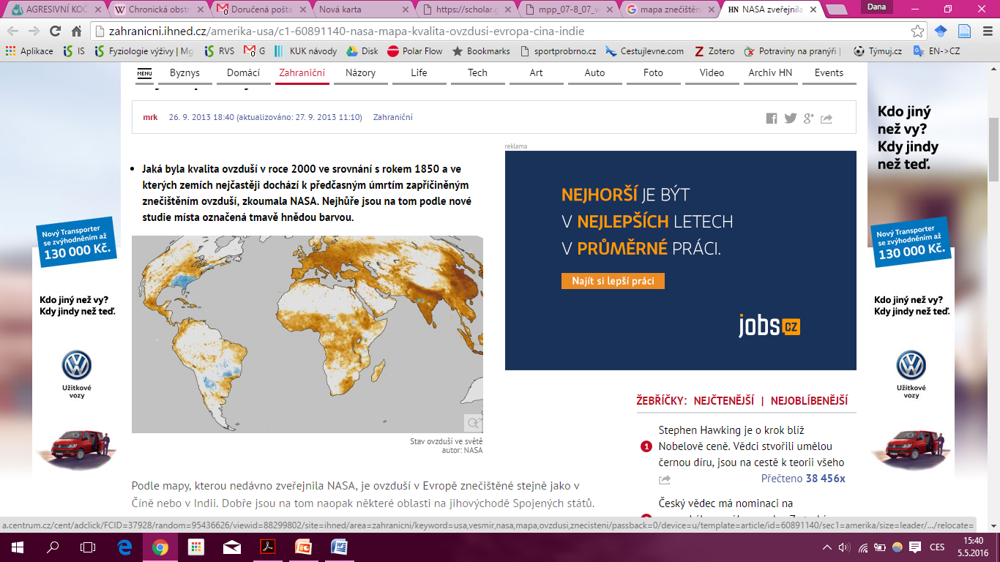 AGRESIVNÍ KOČ
Chronická obstr
Doručená pošta
Nová karta
https://scholar.g
mpp_07-8_07_w
mapa znečištěn
HN NASA zveřejnila
Dana
zahranicni.ihned.cz/amerika-usa/c1-60891140-nasa-mapa-kvalita-ovzdusi-evropa-cina-indie
Aplikace
iS IS
iS Fyziologie výživy | Mg
iS RVS
G
KUK návody
Disk
Polar Flow
Bookmarks
sportprobrno.cz
Cestujlevne.com
Zotero
Potraviny na pranýři |
Týmuj.cz
EN->CZ
MENU
Byznys
Domácí
Zahraniční
Názory
Life
Tech
Art
Auto
Foto
Video
Archiv HN
Events
mrk 26. 9. 2013 18:40 (aktualizováno: 27. 9. 2013 11:10) Zahraniční
reklama
Jaká byla kvalita ovzduší v roce 2000 ve srovnání s rokem 1850 a ve
kterých zemích nejčastěji dochází k předčasným úmrtím zapříčiněným
znečištěním ovzduší, zkoumala NASA. Nejhůře jsou na tom podle nové
studie místa označená tmavě hnědou barvou.
Stav ovzduší ve světě
autor: NASA
Podle mapy, kterou nedávno zveřejnila NASA, je ovzduší v Evropě znečištěné stejně jako v
Číně nebo v Indii. Dobře jsou na tom naopak některé oblasti na jihovýchodě Spojených států.
NEJHORŠÍ JE BÝT
V NEJLEPŠÍCH LETECH
V PRŮMĚRNÉ PRÁCI.
Najít si lepší práci
jobs CZ
ŽEBŘÍČKY: NEJČTENĚJŠÍ | NEJOBLÍBENĚJŠÍ
1
Stephen Hawking je o krok blíž
Nobelově ceně. Vědci stvořili umělou
černou díru, jsou na cestě k teorii všeho
Přečteno 38 456x
Český vědec má nominaci na
Nový Transporter
se zvýhodněním až
130 000 Kč.
Kdo jiný než vy?
Kdy jindy než teď.
Užitkové
vozy
Kdo jiný
než vy?
Kdy jindy
než teď.
Nový Transporter
se zvýhodněním až
130 000 Kč.
Kdo jiný než vy?
Kdy jindy než teď.
Užitkové
vozy
a.centrum.cz/cent/adclick/FCID=37928/random=95436626/viewid=88299802/site=ihned/area=zahranicni/keyword=usa,vesmir,nasa,mapa,ovzdusi,znecisteni/passback=0/device=u/template=article/id=60891140/sec1=amerika/size=leader/.../relocate=
CES
15:40
5.5.2016